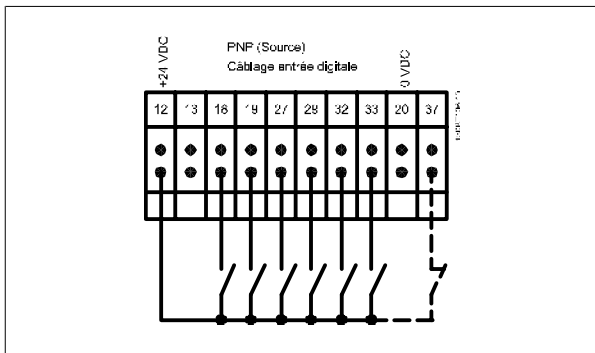 PNP (Source)
Câblage entrée digitale
+24 VDC
0 VDC
12 13 18 19 27 29 32 33 20 37